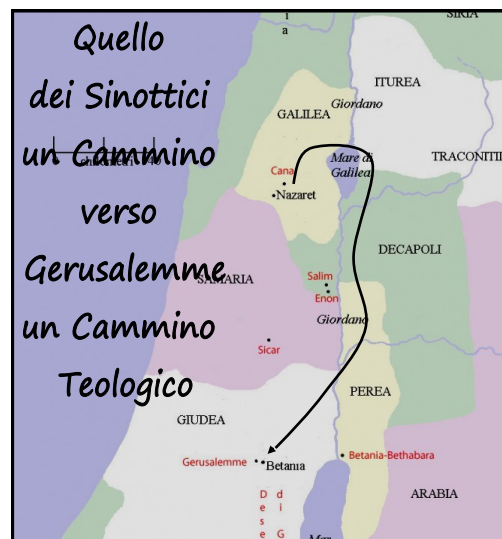 Quello
dei Sinottici
un Cammino
verso
Gerusalemme
un Cammino
Teologico
SIRIA
ITUREA
GALILEA
Giordano
Mare di
Galilea
TRACONITI
Cana
Nazaret
DECAPOLI
SAMARIA
Salim
Enon
Giordano
Sicar
PEREA
GIUDEA
Gerusalemme
Betania
Betania-Bethabara
ARABIA
D
e
s
e
d
i
G
Mar